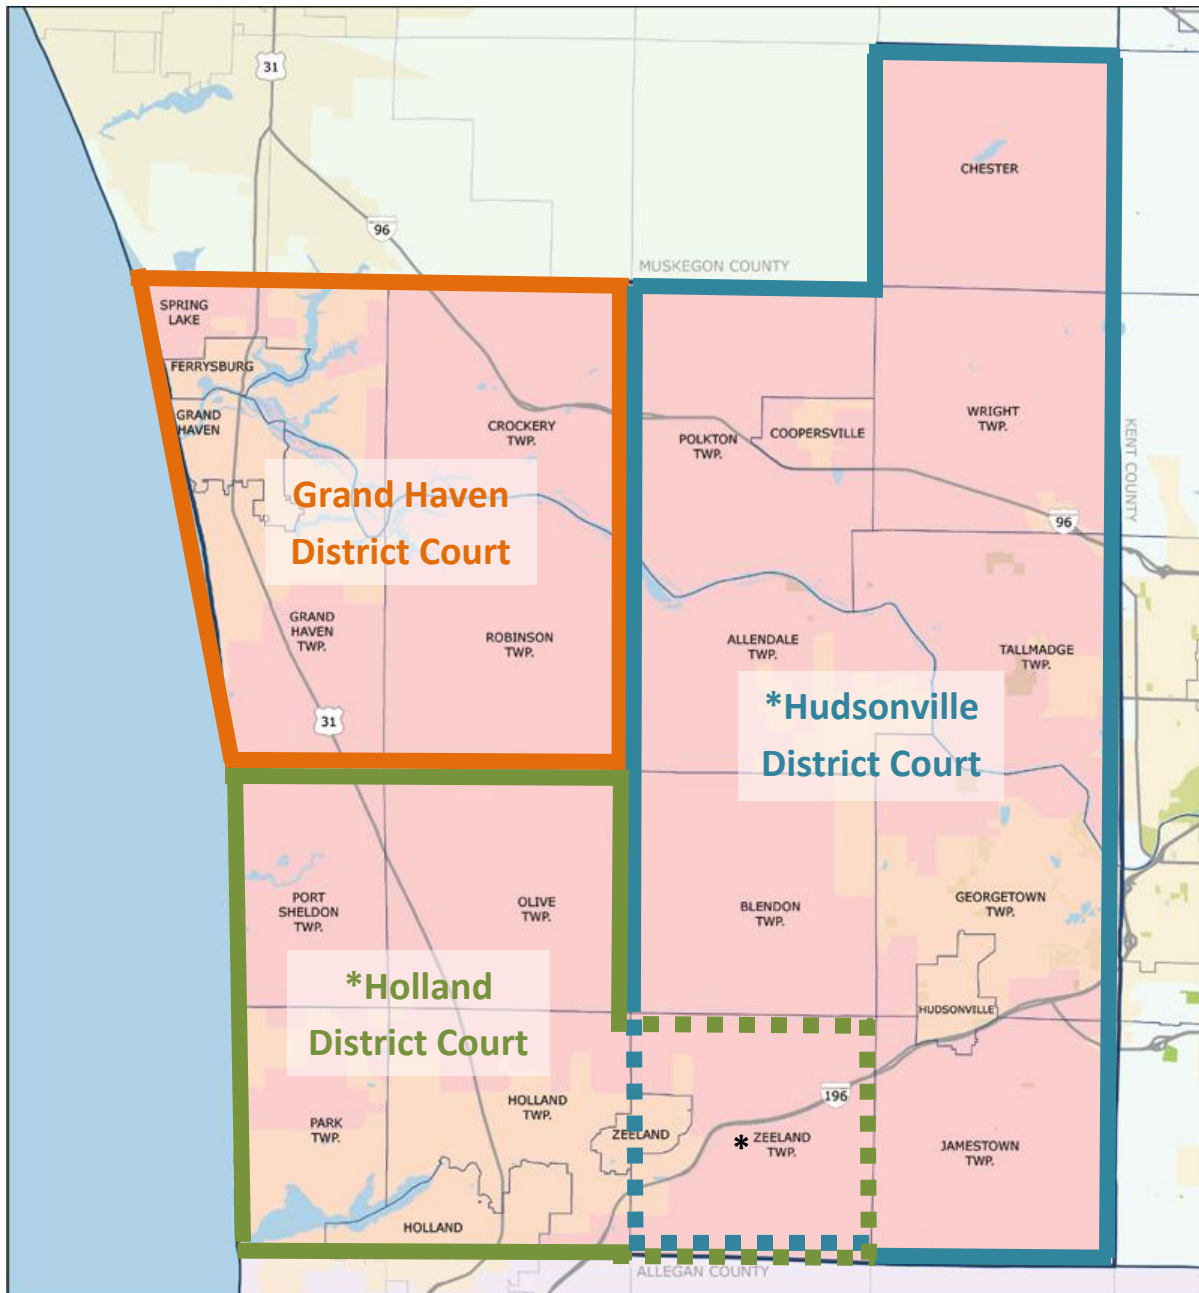 31
CHESTER
96
MUSKEGON COUNTY
SPRING
LAKE
FERRYSBURG
GRAND
HAVEN
CROCKERY
TWP.
POLKTON
TWP.
COOPERSVILLE
WRIGHT
TWP.
KENT COUNTY
Grand Haven
District Court
96
GRAND
HAVEN
TWP.
ROBINSON
TWP.
ALLENDALE
TWP.
TALLMADGE
TWP.
31
*Hudsonville
District Court
PORT
SHELDON
TWP.
OLIVE
TWP.
BLENDON
TWP.
GEORGETOWN
TWP.
*Holland
District Court
HUDSONVILLE
PARK
TWP.
HOLLAND
TWP.
ZEELAND
196
* ZEELAND
TWP.
JAMESTOWN
TWP.
HOLLAND
ALLEGAN COUNTY